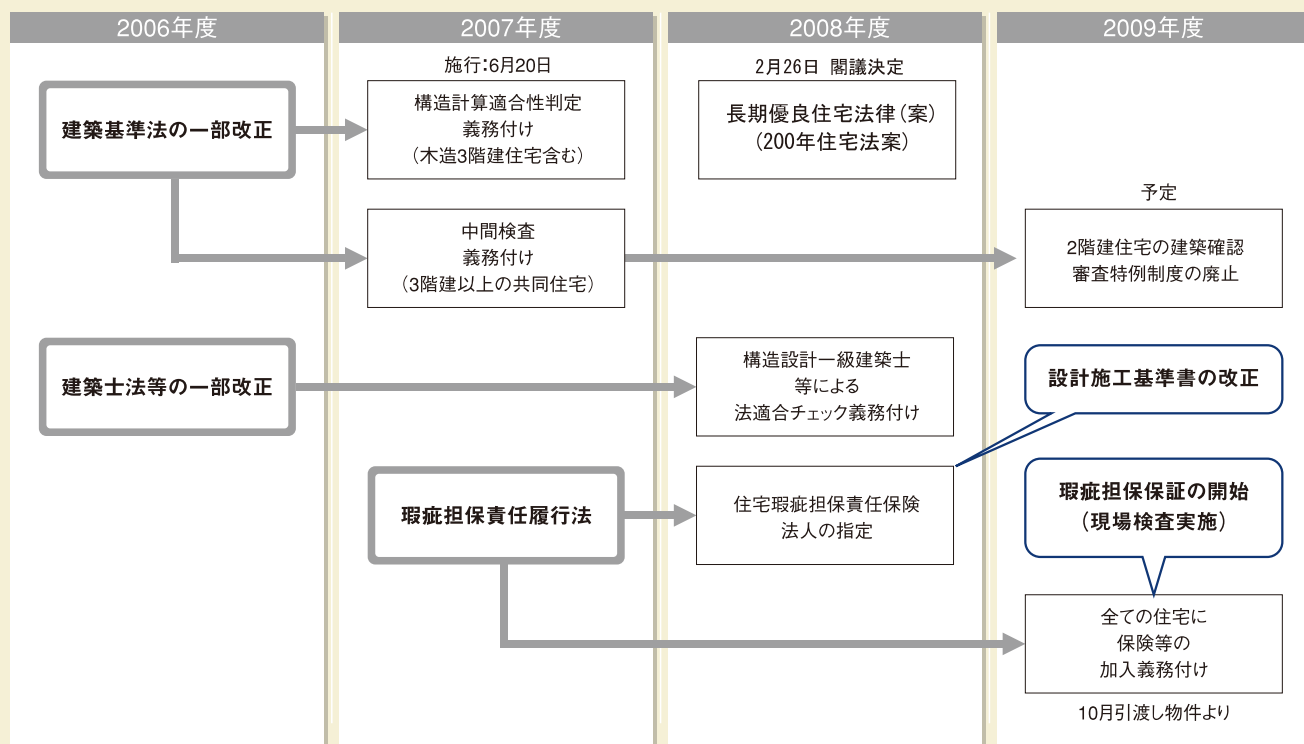 2006年度
2007年度
2008年度
2009年度
施行:6月20日
2月26日 閣議決定
建築基準法の一部改正
構造計算適合性判定
義務付け
(木造3階建住宅含む)
長期優良住宅法律(案)
(200年住宅法案)
予定
中間検査
義務付け
(3階建以上の共同住宅)
2階建住宅の建築確認
審査特例制度の廃止
建築士法等の一部改正
構造設計一級建築士
等による
法適合チェック義務付け
設計施工基準書の改正
瑕疵担保責任履行法
住宅瑕疵担保責任保険
法人の指定
瑕疵担保保証の開始
(現場検査実施)
全ての住宅に
保険等の
加入義務付け
10月引渡し物件より